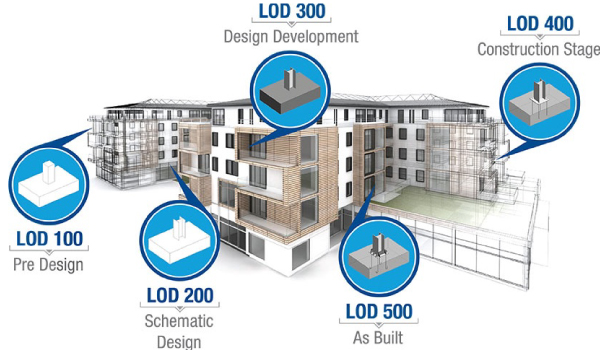 LOD 300
Design Development
LOD 400
Construction Stage
LOD 100
Pre Design
LOD 200
Schematic
Design
LOD 500
As Built